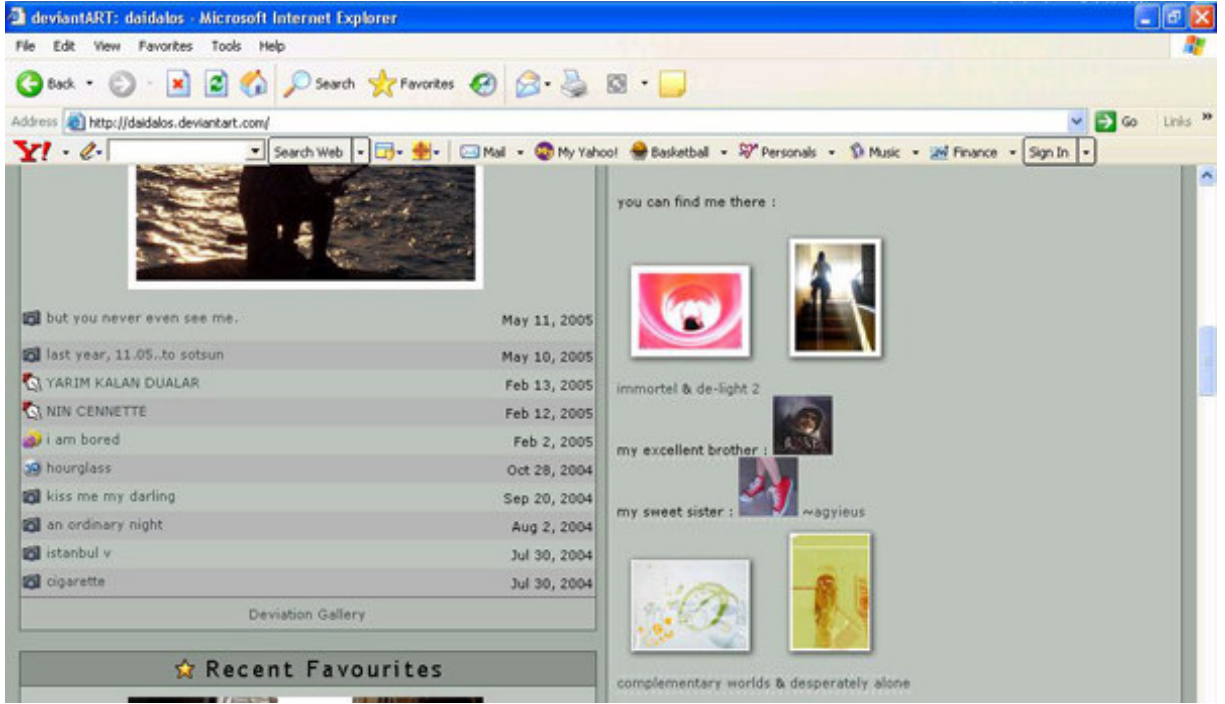 deviantART: daidalos - Microsoft Internet Explorer
File Edit View Favorites Tools Help
Back Search Favorites
Address http://daidalos.deviantart.com/ Go Links »
Y! Search Web Mail My Yahoo! Basketball Personals Music Finance Sign In
but you never even see me. May 11, 2005
last year, 11.05..to sotsun May 10, 2005
YARIM KALAN DUALAR Feb 13, 2005
NIN CENNETTE Feb 12, 2005
i am bored Feb 2, 2005
hourglass Oct 28, 2004
kiss me my darling Sep 20, 2004
an ordinary night Aug 2, 2004
istanbul v Jul 30, 2004
cigarette Jul 30, 2004
Deviation Gallery
Recent Favourites
you can find me there :
immortel & de-light 2
my excellent brother :
my sweet sister : ~agyieus
complementary worlds & desperately alone